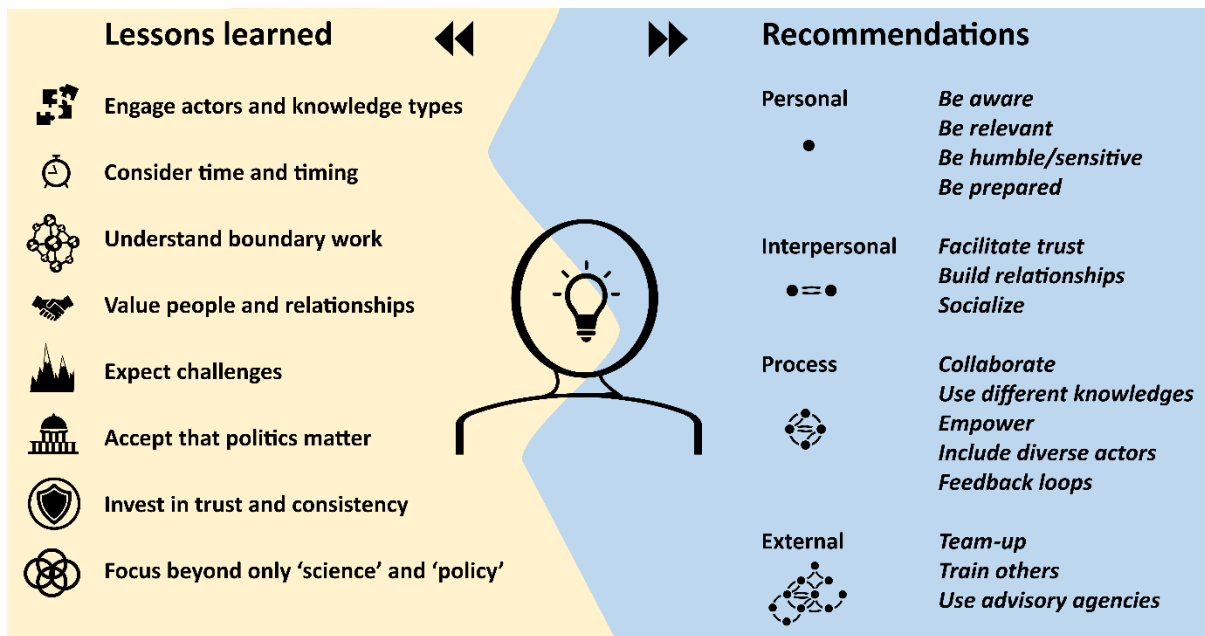 Lessons learned
Engage actors and knowledge types
Consider time and timing
Understand boundary work
Value people and relationships
Expect challenges
Accept that politics matter
Invest in trust and consistency
Focus beyond only ‘science’ and ‘policy’
Recommendations
Personal
Be aware
Be relevant
Be humble/sensitive
Be prepared
Interpersonal
Facilitate trust
Build relationships
Socialize
Process
Collaborate
Use different knowledges
Empower
Include diverse actors
Feedback loops
External
Team-up
Train others
Use advisory agencies